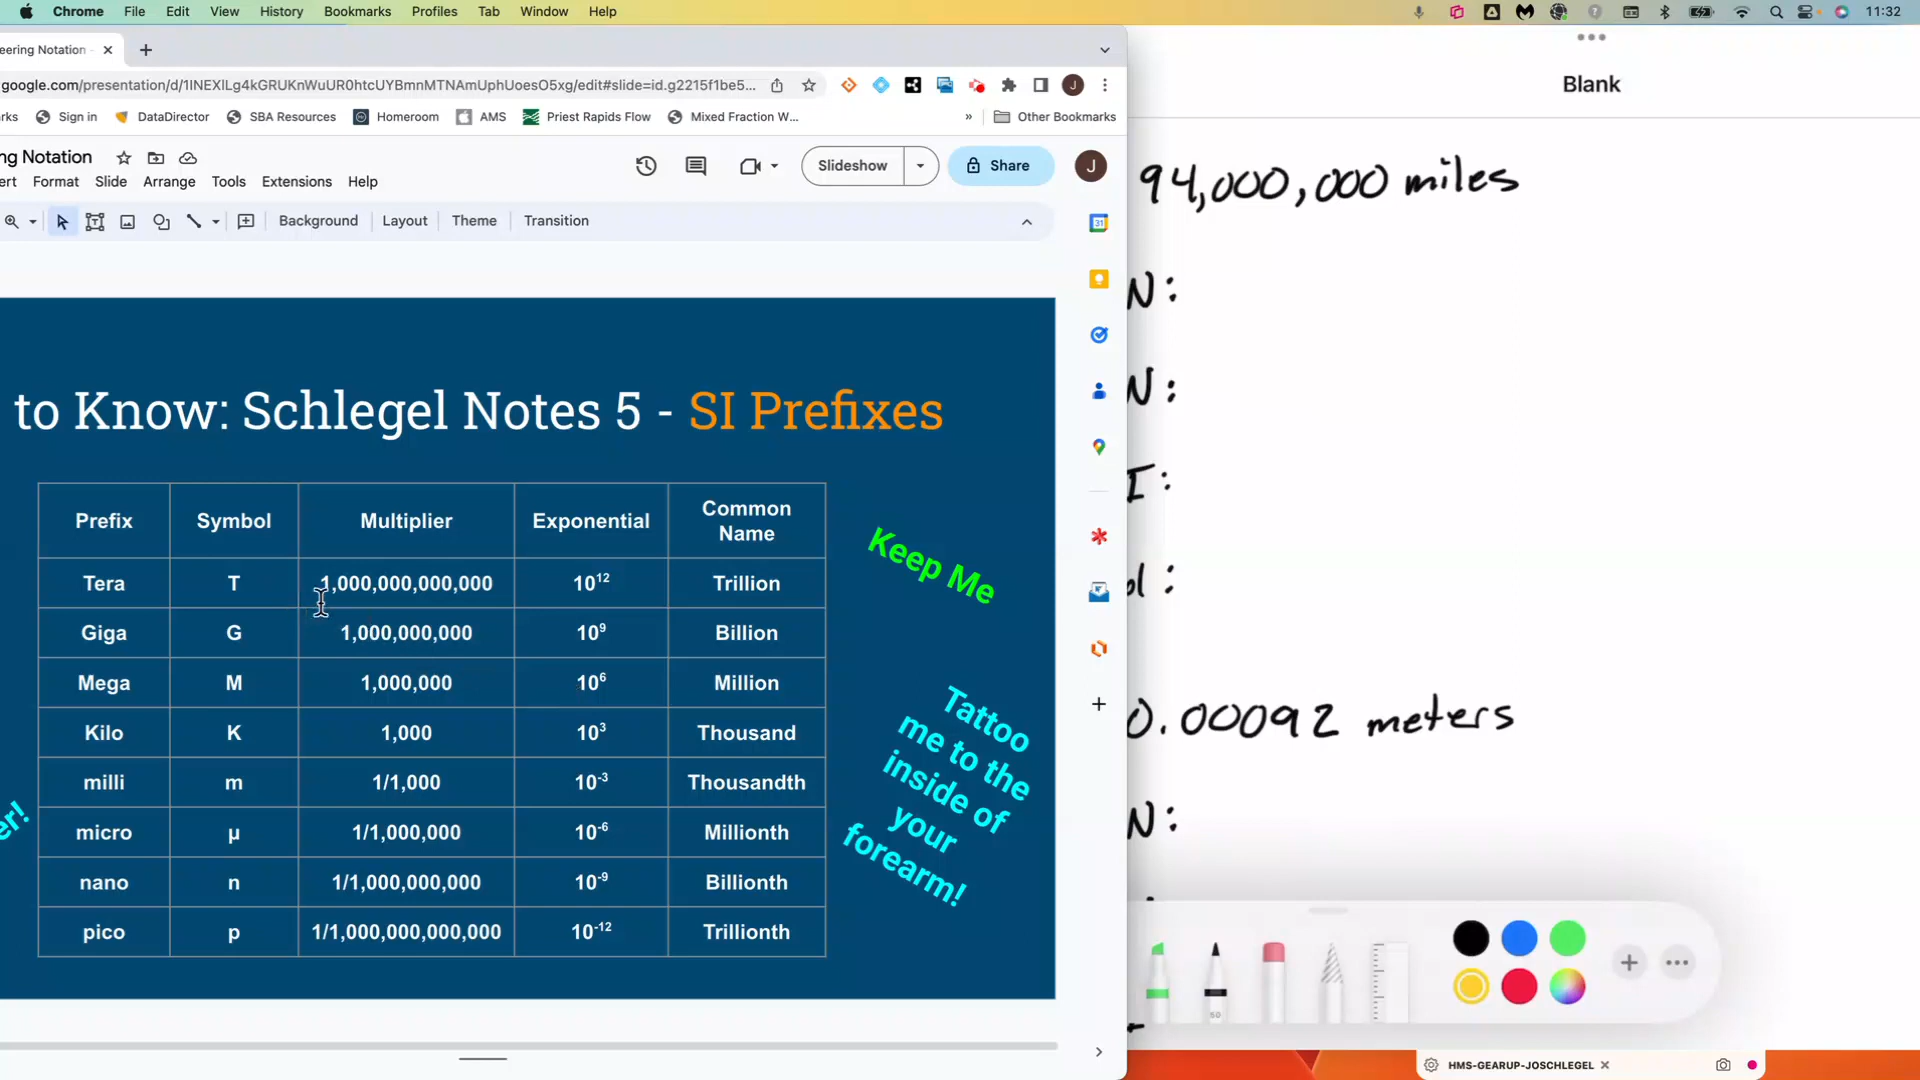 Chrome File Edit View History Bookmarks Profiles Tab Window Help 11:32
eering Notation -
google.com/presentation/d/1INEXlLg4kGRUKnWuUR0htcUYBmnMTNAmUphUoesO5xg/edit#slide=id.g2215f1be5... J
rks Sign in DataDirector SBA Resources Homeroom AMS Priest Rapids Flow Mixed Fraction W... » Other Bookmarks
ng Notation
Slideshow Share J
ert Format Slide Arrange Tools Extensions Help
Background Layout Theme Transition
31
to Know: Schlegel Notes 5 - SI Prefixes
Prefix Symbol Multiplier Exponential Common Name
Tera T 1,000,000,000,000 10¹² Trillion
Giga G 1,000,000,000 10⁹ Billion
Mega M 1,000,000 10⁶ Million
Kilo K 1,000 10³ Thousand
milli m 1/1,000 10⁻³ Thousandth
micro µ 1/1,000,000 10⁻⁶ Millionth
nano n 1/1,000,000,000 10⁻⁹ Billionth
pico p 1/1,000,000,000,000 10⁻¹² Trillionth
Keep Me
Tattoo
me to the
inside of
your
forearm!
er!
Blank
94,000,000 miles
N:
N:
I:
ol:
0.00092 meters
N:
50
HMS-GEARUP-JOSCHLEGEL